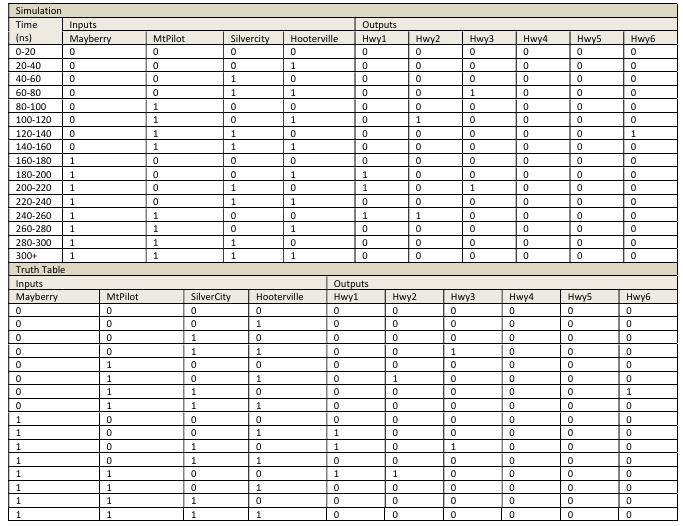 Simulation
Time Inputs Outputs
(ns) Mayberry MtPilot Silvercity Hooterville Hwy1 Hwy2 Hwy3 Hwy4 Hwy5 Hwy6
0-20 0 0 0 0 0 0 0 0 0 0
20-40 0 0 0 1 0 0 0 0 0 0
40-60 0 0 1 0 0 0 0 0 0 0
60-80 0 0 1 1 0 0 1 0 0 0
80-100 0 1 0 0 0 0 0 0 0 0
100-120 0 1 0 1 0 1 0 0 0 0
120-140 0 1 1 0 0 0 0 0 0 1
140-160 0 1 1 1 0 0 0 0 0 0
160-180 1 0 0 0 0 0 0 0 0 0
180-200 1 0 0 1 1 0 0 0 0 0
200-220 1 0 1 0 1 0 1 0 0 0
220-240 1 0 1 1 0 0 0 0 0 0
240-260 1 1 0 0 1 1 0 0 0 0
260-280 1 1 0 1 0 0 0 0 0 0
280-300 1 1 1 0 0 0 0 0 0 0
300+ 1 1 1 1 0 0 0 0 0 0
Truth Table
Inputs Outputs
Mayberry MtPilot SilverCity Hooterville Hwy1 Hwy2 Hwy3 Hwy4 Hwy5 Hwy6
0 0 0 0 0 0 0 0 0 0
0 0 0 1 0 0 0 0 0 0
0 0 1 0 0 0 0 0 0 0
0 0 1 1 0 0 1 0 0 0
0 1 0 0 0 0 0 0 0 0
0 1 0 1 0 1 0 0 0 0
0 1 1 0 0 0 0 0 0 1
0 1 1 1 0 0 0 0 0 0
1 0 0 0 0 0 0 0 0 0
1 0 0 1 1 0 0 0 0 0
1 0 1 0 1 0 1 0 0 0
1 0 1 1 0 0 0 0 0 0
1 1 0 0 1 1 0 0 0 0
1 1 0 1 0 0 0 0 0 0
1 1 1 0 0 0 0 0 0 0
1 1 1 1 0 0 0 0 0 0